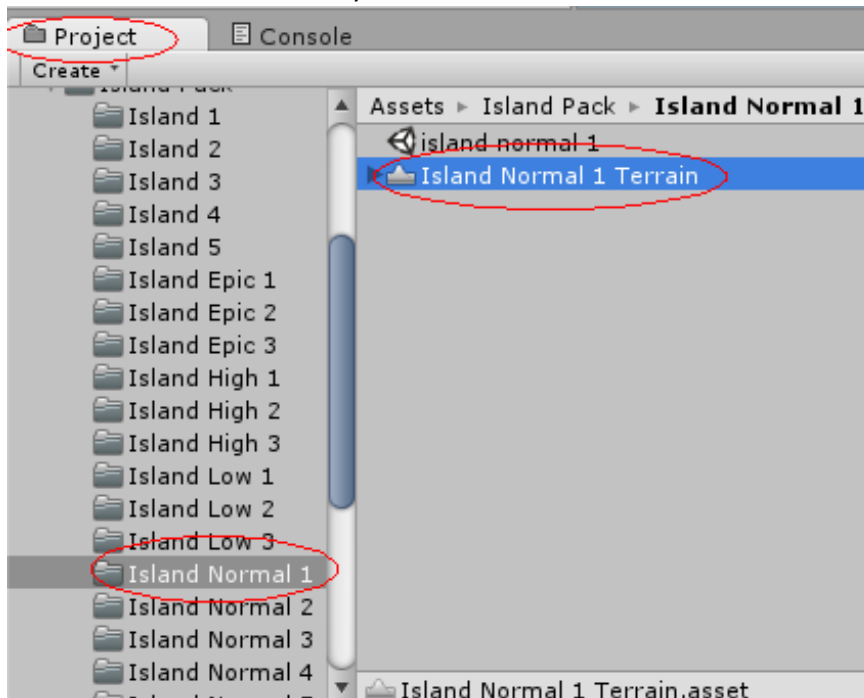 Project
Console
Create
Island Pack
Island 1
Island 2
Island 3
Island 4
Island 5
Island Epic 1
Island Epic 2
Island Epic 3
Island High 1
Island High 2
Island High 3
Island Low 1
Island Low 2
Island Low 3
Island Normal 1
Island Normal 2
Island Normal 3
Island Normal 4
Assets ▸ Island Pack ▸ Island Normal 1
island normal 1
Island Normal 1 Terrain
Island Normal 1 Terrain.asset